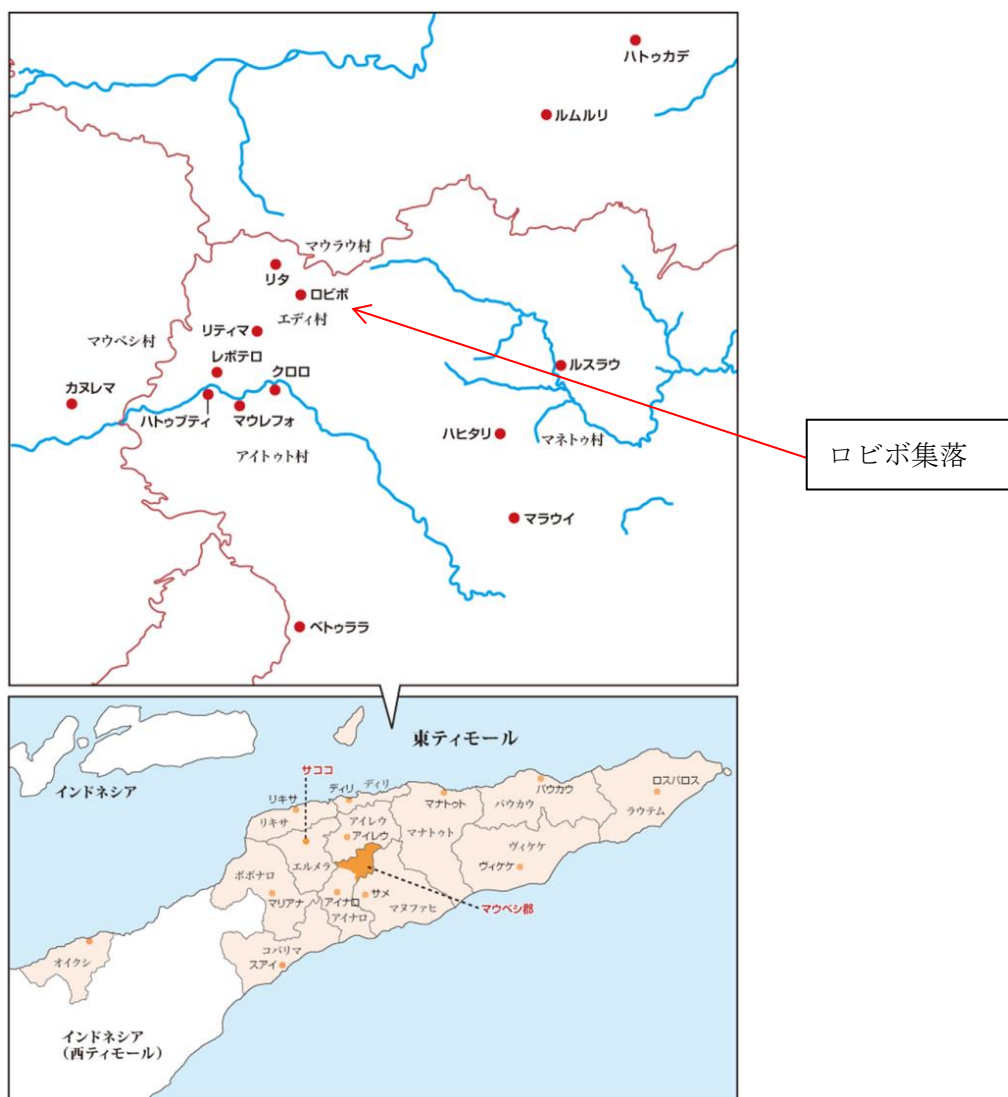 ハトゥカデ
ルムルリ
マウラウ村
リタ
ロビボ
エディ村
リティマ
マウベシ村
レボテロ
ルスラウ
カヌレマ
クロロ
ハトゥブティ
マウレフォ
ハヒタリ
マネトゥ村
アイトゥト村
ロビボ集落
マラウイ
ベトゥララ
東ティモール
サココ
インドネシア
リキサ
ディリ
ディリ
マナトゥト
バウカウ
バウカウ
ロスパロス
ラウテム
リキサ
アイレウ
アイレウ
マナトゥト
ヴィケケ
ヴィケケ
エルメラ
ボボナロ
マリアナ
アイナロ
サメ
マヌファヒ
マウベシ郡
アイナロ
コバリマ
スアイ
オイクシ
インドネシア
(西ティモール)